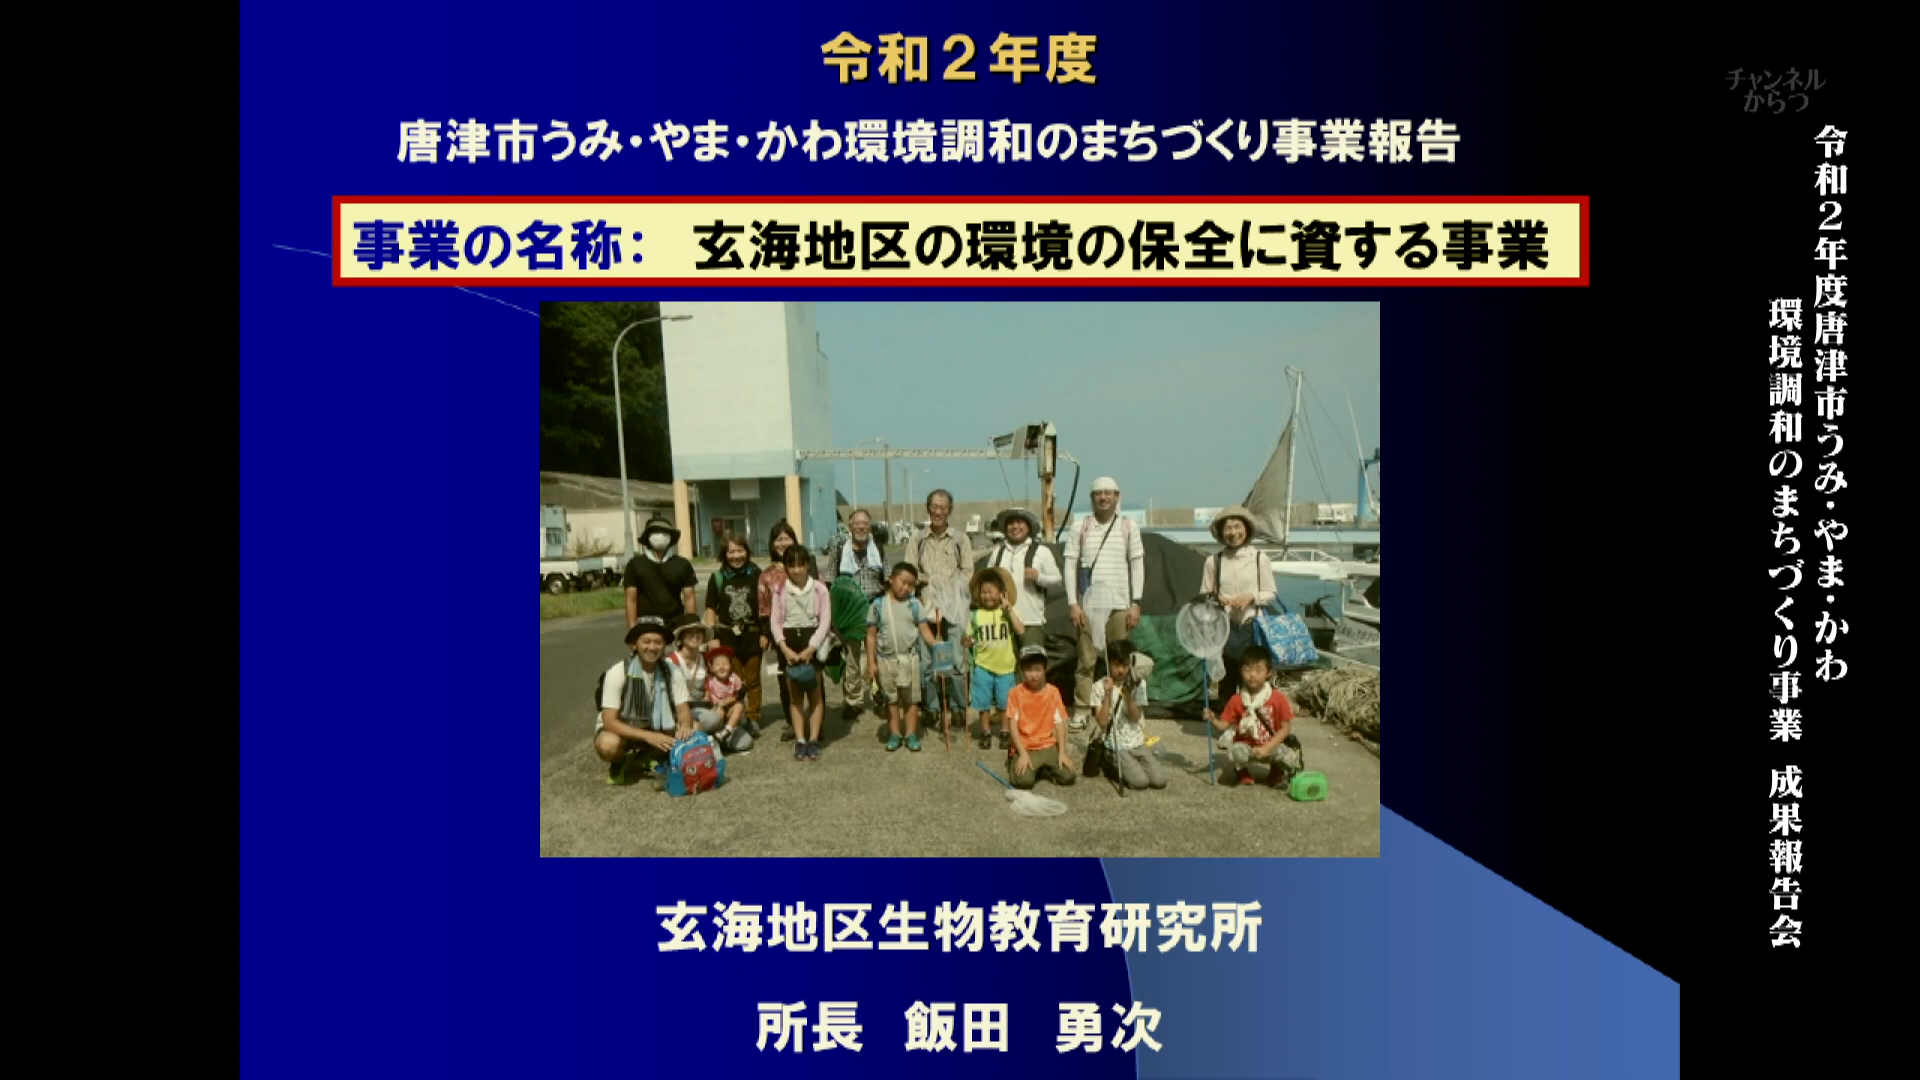 令和２年度
唐津市うみ・やま・かわ環境調和のまちづくり事業報告
事業の名称： 玄海地区の環境の保全に資する事業
FILA
玄海地区生物教育研究所
所長 飯田 勇次
チャンネル
からつ
令和２年度唐津市うみ・やま・かわ
環境調和のまちづくり事業 成果報告会